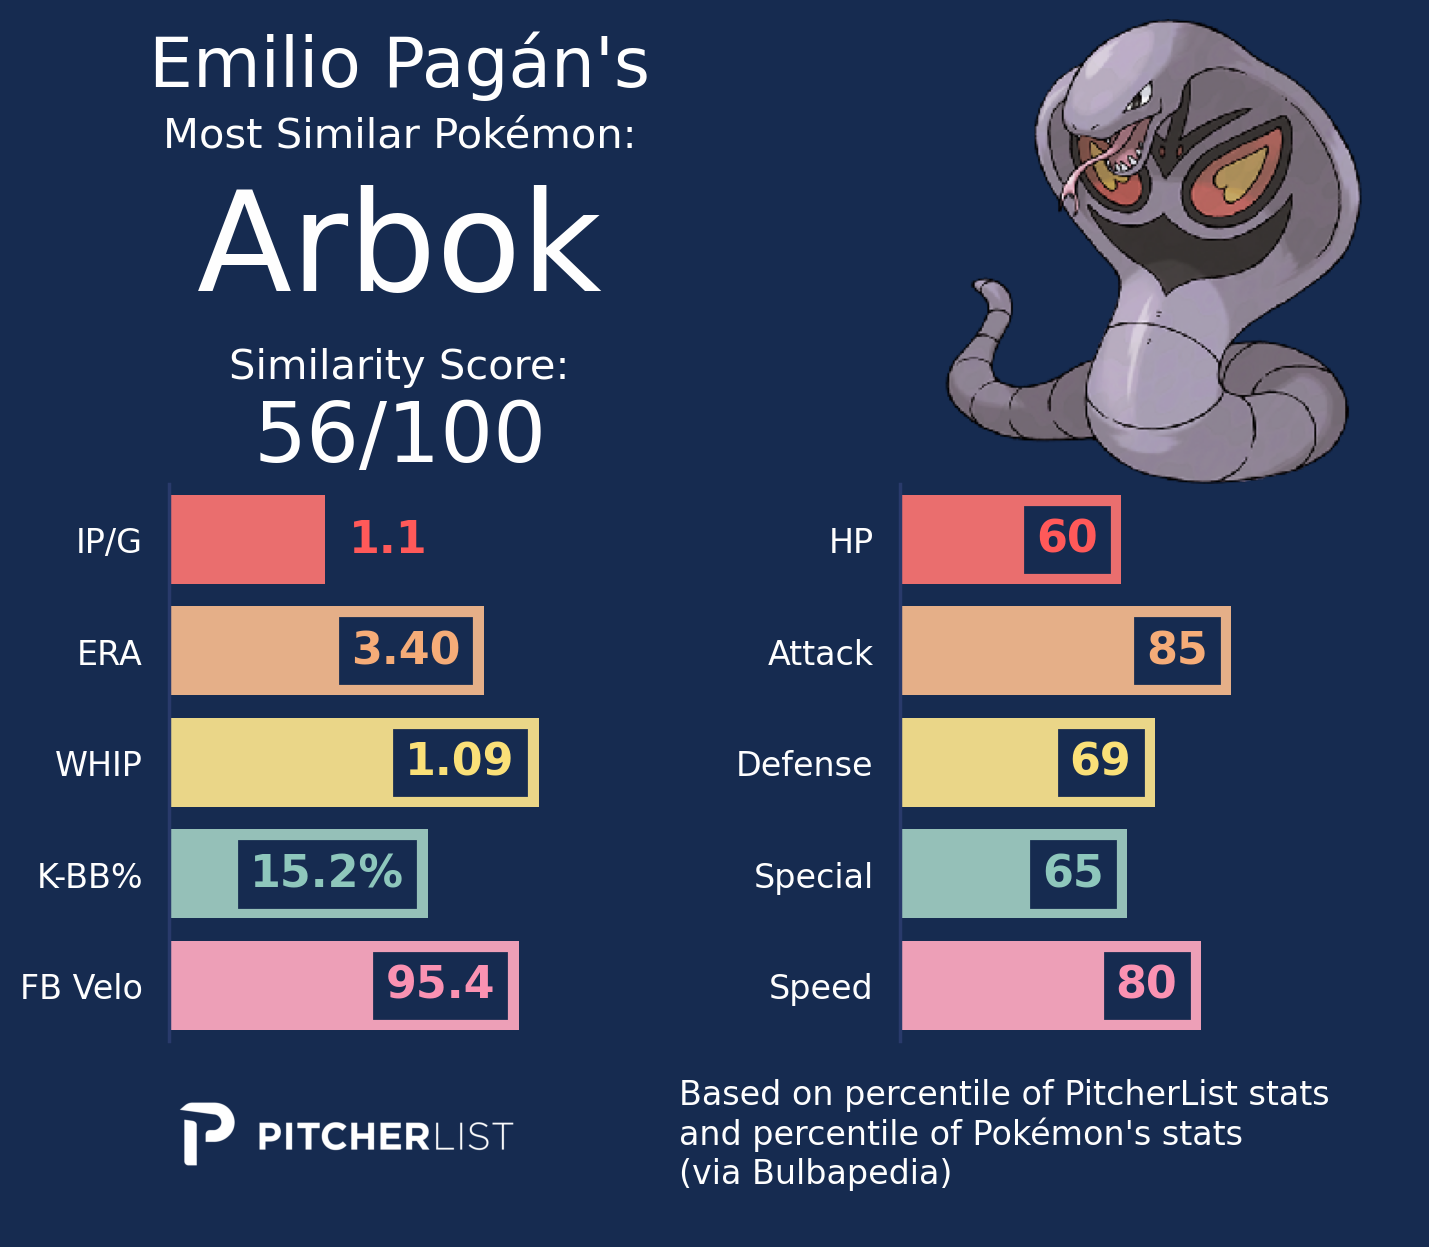 Emilio Pagán's
Most Similar Pokémon:
Arbok
Similarity Score:
56/100
IP/G 1.1
ERA 3.40
WHIP 1.09
K-BB% 15.2%
FB Velo 95.4
HP 60
Attack 85
Defense 69
Special 65
Speed 80
PITCHERLIST
Based on percentile of PitcherList stats
and percentile of Pokémon's stats
(via Bulbapedia)